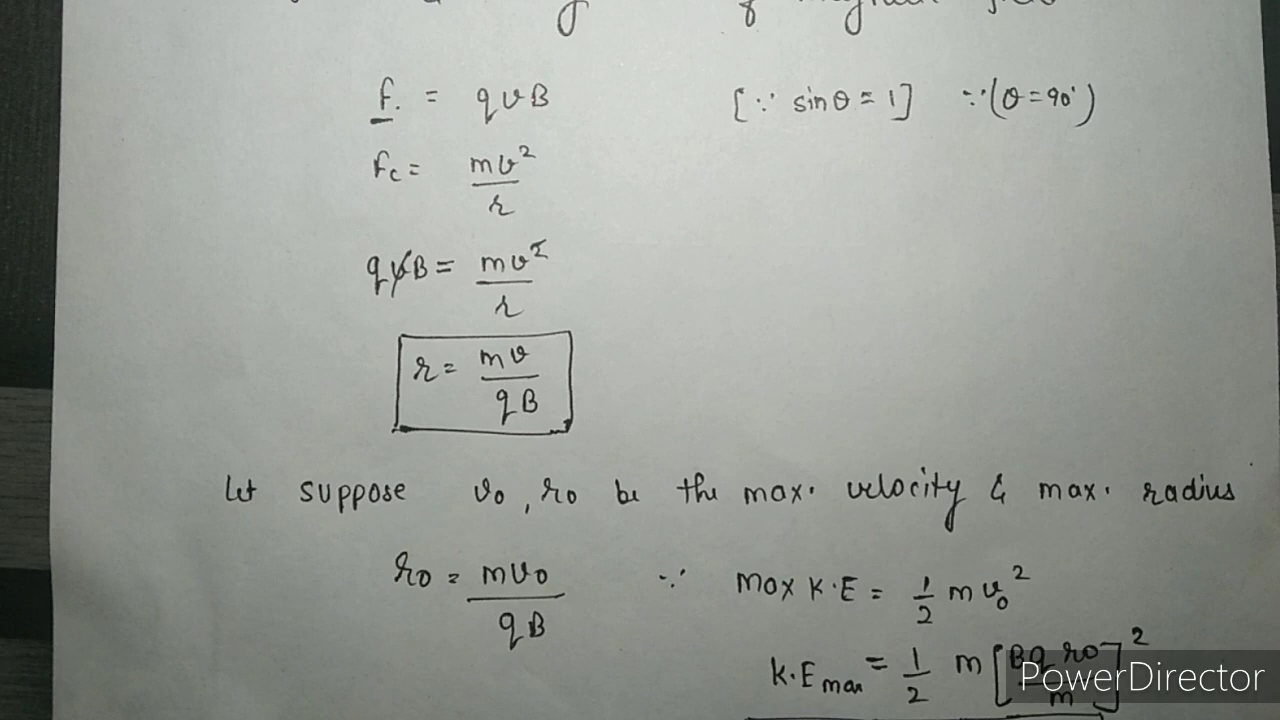 f. = qvB [∵ sinθ = 1] ∵ (θ = 90°)
Fc = mv²/r
qvB = mv²/r
r = mv/qB
Let suppose v₀, r₀ be the max. velocity & max. radius
r₀ = mv₀/qB ∵ max K.E = 1/2 mv₀²
K.E max = 1/2 m [Bq r₀/m]²
PowerDirector